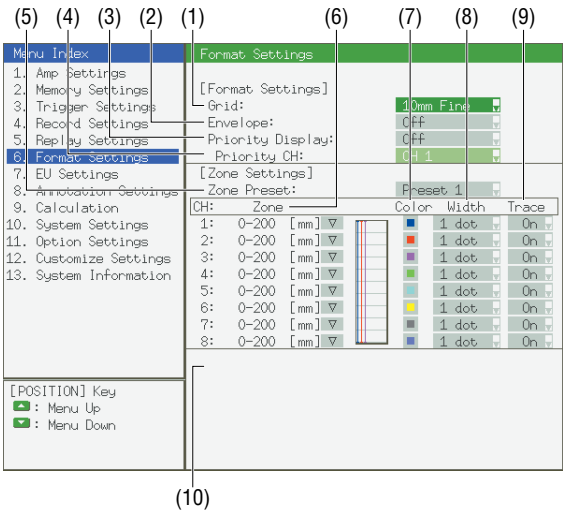 (5) (4) (3) (2) (1) (6) (7) (8) (9)
Menu Index
1. Amp Settings
2. Memory Settings
3. Trigger Settings
4. Record Settings
5. Replay Settings
6. Format Settings
7. EU Settings
8. Annotation Settings
9. Calculation
10. System Settings
11. Option Settings
12. Customize Settings
13. System Information
[POSITION] Key
: Menu Up
: Menu Down
Format Settings
[Format Settings]
Grid: 10mm Fine
Envelope: Off
Priority Display: Off
Priority CH: CH 1
[Zone Settings]
Zone Preset: Preset 1
CH: Zone Color Width Trace
1: 0-200 [mm] ▽ 1 dot On
2: 0-200 [mm] ▽ 1 dot On
3: 0-200 [mm] ▽ 1 dot On
4: 0-200 [mm] ▽ 1 dot On
5: 0-200 [mm] ▽ 1 dot On
6: 0-200 [mm] ▽ 1 dot On
7: 0-200 [mm] ▽ 1 dot On
8: 0-200 [mm] ▽ 1 dot On
(10)